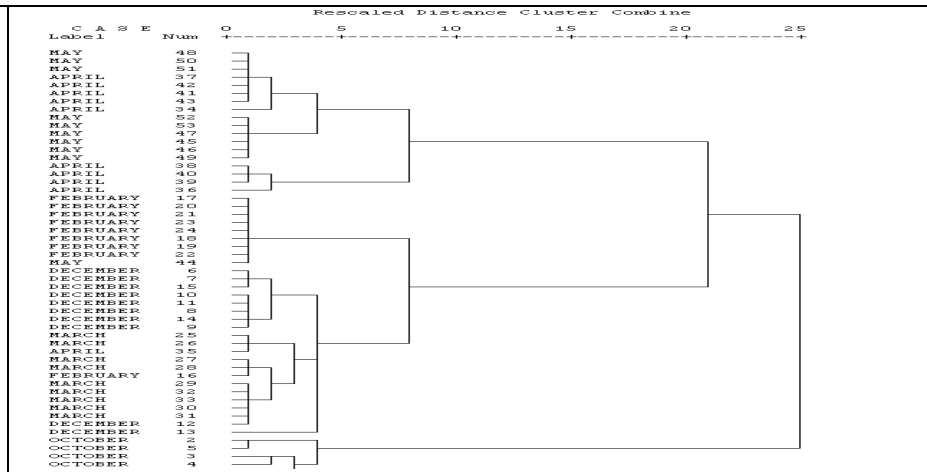 Rescaled Distance Cluster Combine
C A S E 0 5 10 15 20 25
Label Num
MAY 48
MAY 50
MAY 51
APRIL 37
APRIL 42
APRIL 41
APRIL 43
APRIL 34
MAY 52
MAY 53
MAY 47
MAY 45
MAY 46
MAY 49
APRIL 38
APRIL 40
APRIL 39
APRIL 36
FEBRUARY 17
FEBRUARY 20
FEBRUARY 21
FEBRUARY 23
FEBRUARY 24
FEBRUARY 18
FEBRUARY 19
FEBRUARY 22
MAY 44
DECEMBER 6
DECEMBER 7
DECEMBER 15
DECEMBER 10
DECEMBER 11
DECEMBER 8
DECEMBER 14
DECEMBER 9
MARCH 25
MARCH 26
APRIL 35
MARCH 27
MARCH 28
FEBRUARY 16
MARCH 29
MARCH 32
MARCH 33
MARCH 30
MARCH 31
DECEMBER 12
DECEMBER 13
OCTOBER 2
OCTOBER 5
OCTOBER 3
OCTOBER 4